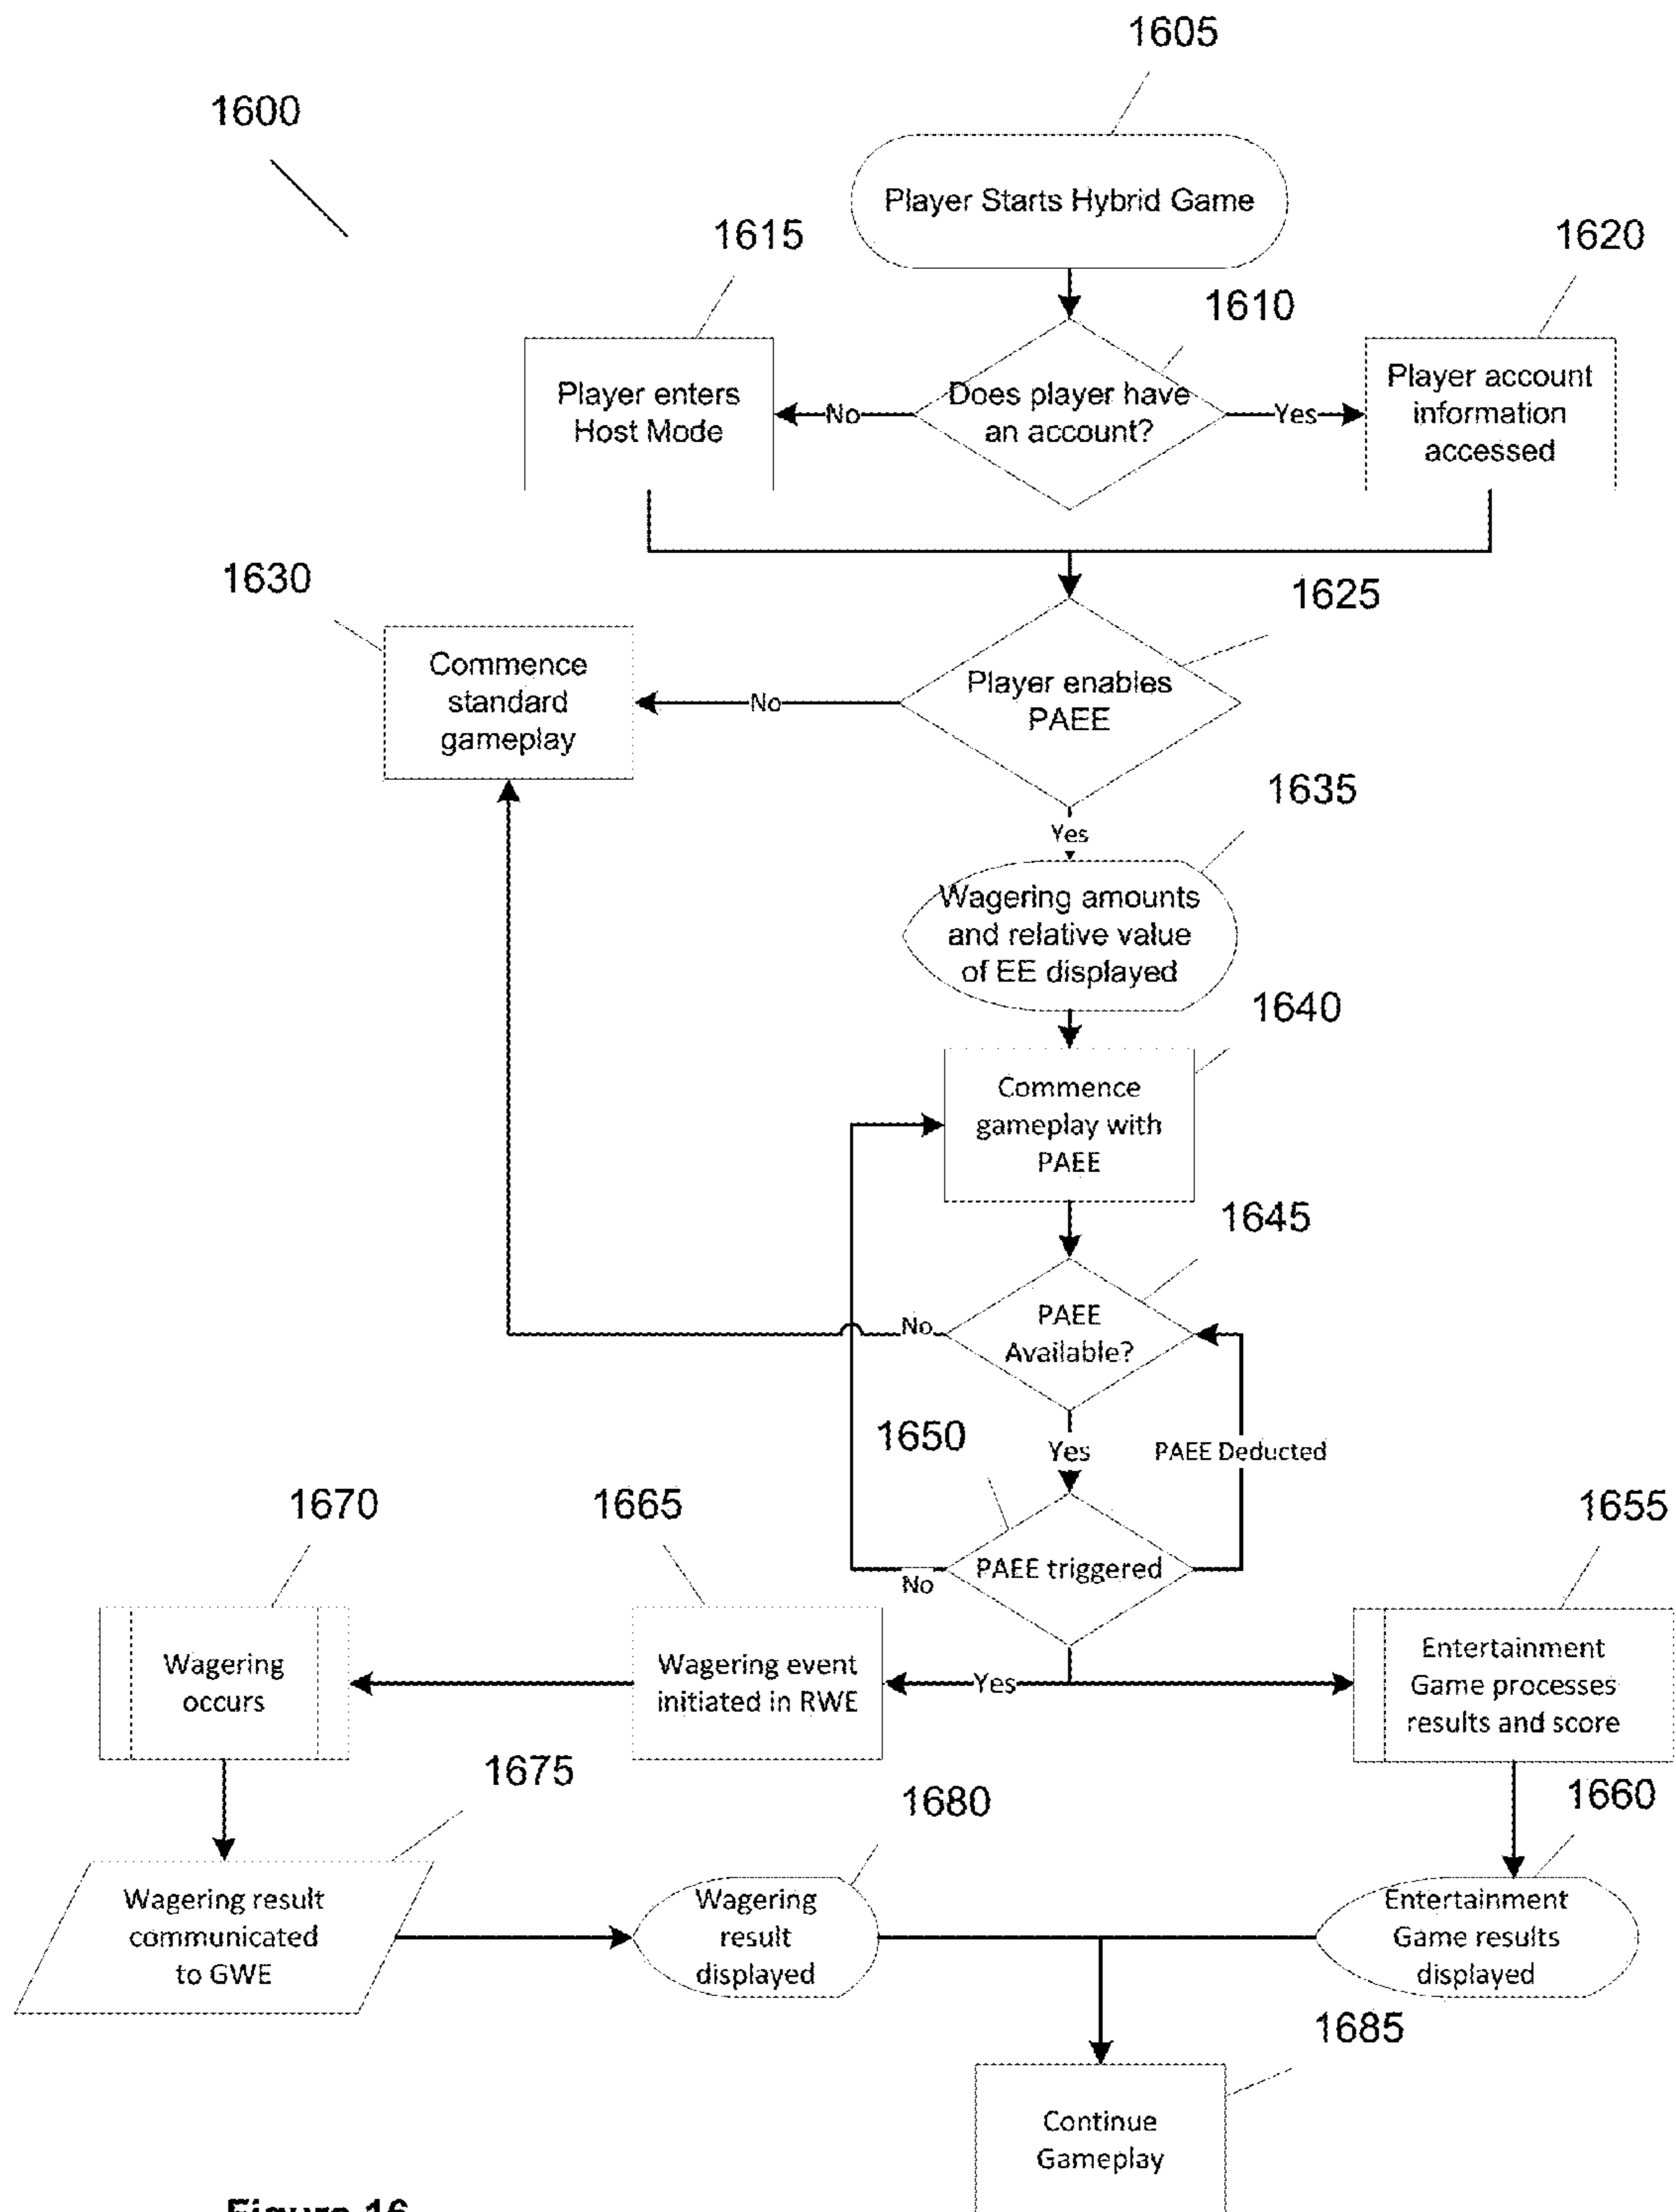 1605
1600
Player Starts Hybrid Game
1615
1620
1610
Player enters
Host Mode
No
Does player have
an account?
Yes
Player account
information
accessed
1630
1625
Commence
standard
gameplay
No
Player enables
PAEE
1635
Yes
Wagering amounts
and relative value
of EE displayed
1640
Commence
gameplay with
PAEE
1645
No
PAEE
Available?
1650
Yes
PAEE Deducted
1670
1665
1655
No
PAEE triggered
Wagering
occurs
Wagering event
initiated in RWE
Yes
Entertainment
Game processes
results and score
1675
1680
1660
Wagering result
communicated
to GWE
Wagering
result
displayed
Entertainment
Game results
displayed
1685
Continue
Gameplay
Figure 16